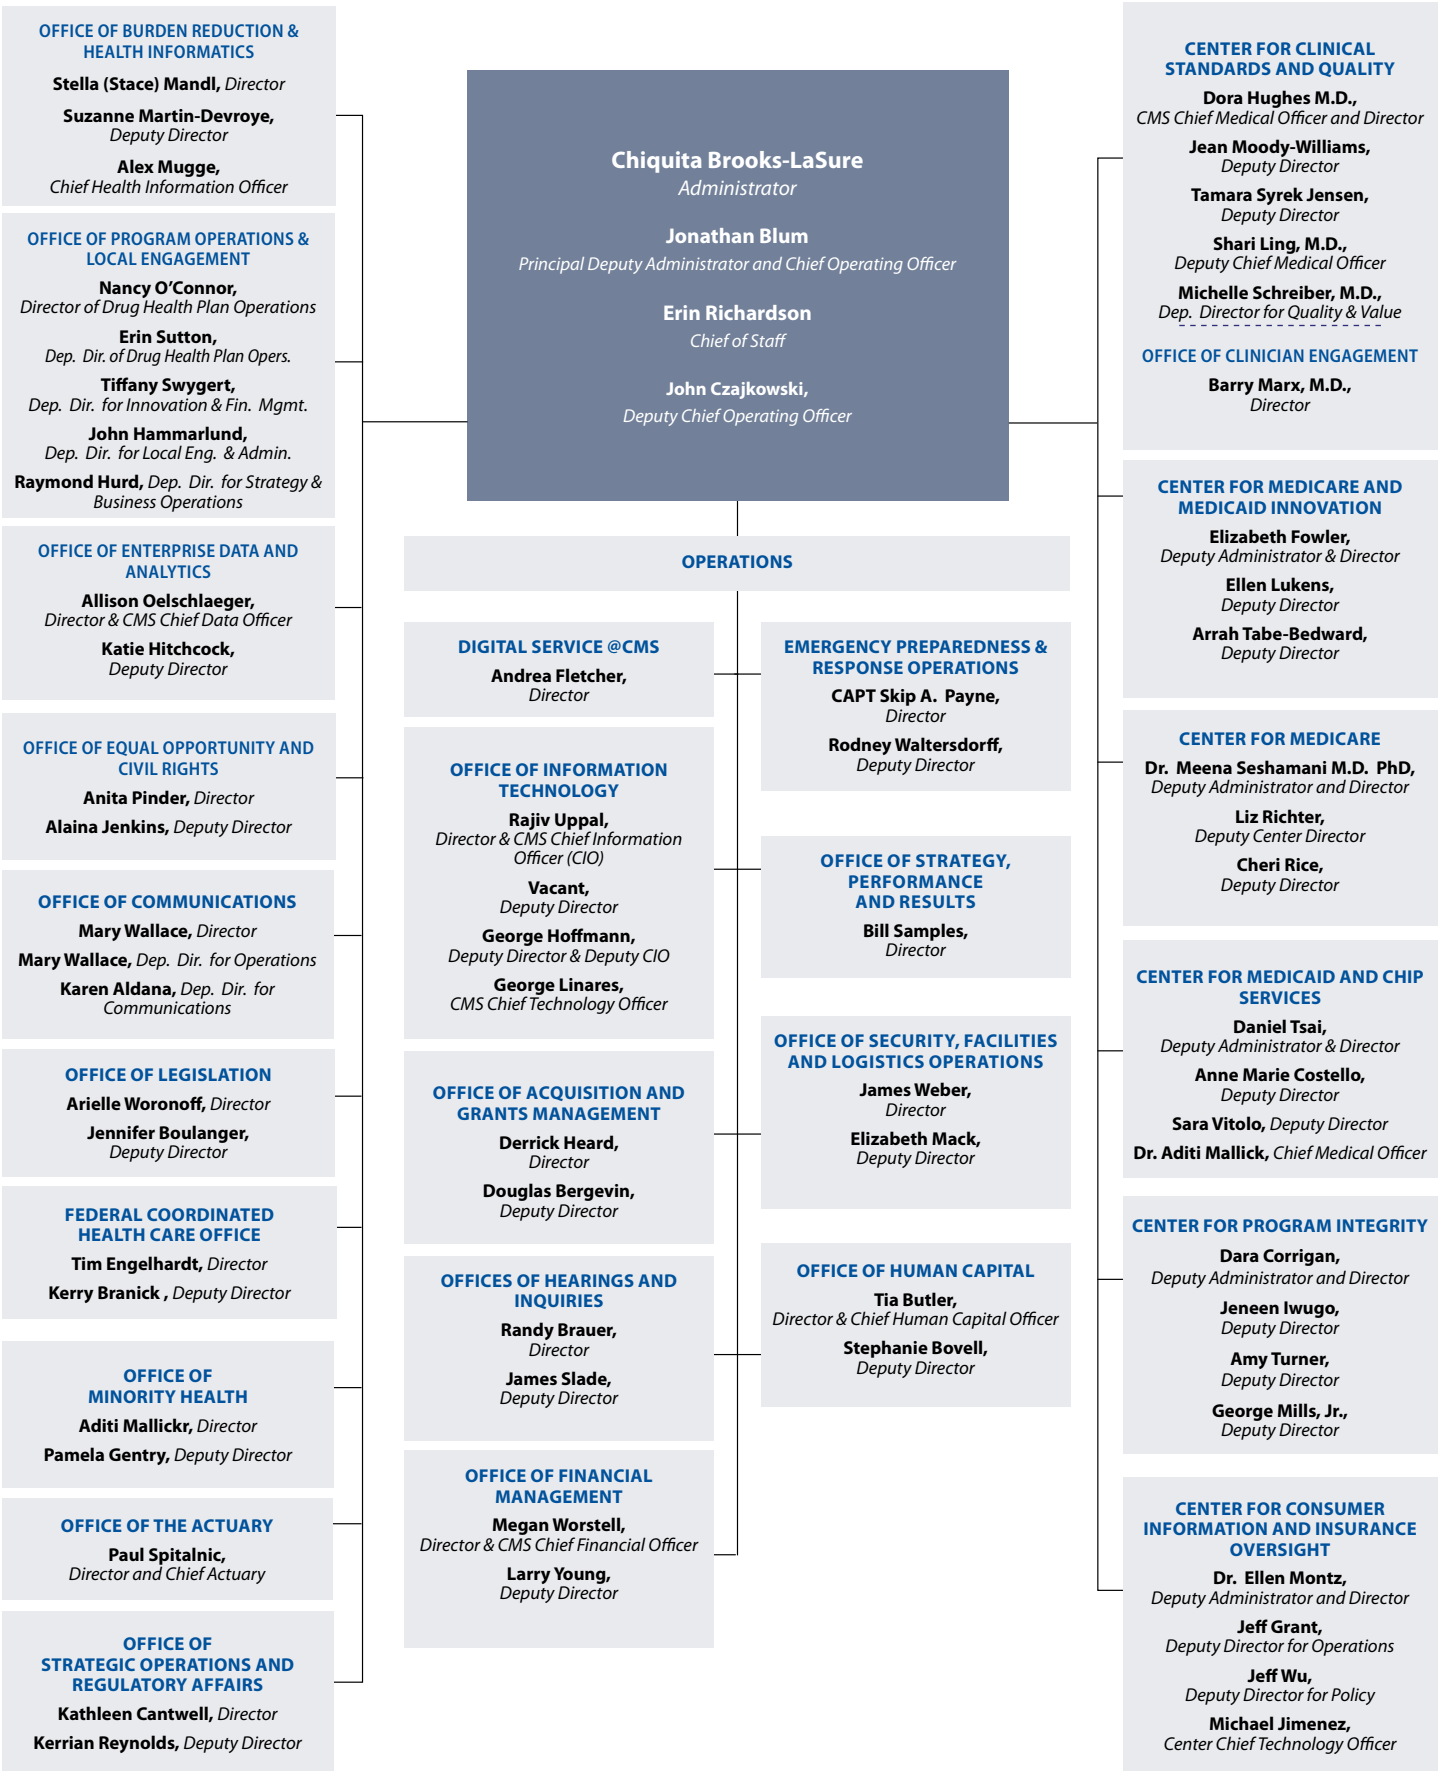 OFFICE OF BURDEN REDUCTION &
HEALTH INFORMATICS
Stella (Stace) Mandl, Director
Suzanne Martin-Devroye,
Deputy Director
Alex Mugge,
Chief Health Information Officer
OFFICE OF PROGRAM OPERATIONS &
LOCAL ENGAGEMENT
Nancy O’Connor,
Director of Drug Health Plan Operations
Erin Sutton,
Dep. Dir. of Drug Health Plan Opers.
Tiffany Swygert,
Dep. Dir. for Innovation & Fin. Mgmt.
John Hammarlund,
Dep. Dir. for Local Eng. & Admin.
Raymond Hurd, Dep. Dir. for Strategy &
Business Operations
OFFICE OF ENTERPRISE DATA AND
ANALYTICS
Allison Oelschlaeger,
Director & CMS Chief Data Officer
Katie Hitchcock,
Deputy Director
OFFICE OF EQUAL OPPORTUNITY AND
CIVIL RIGHTS
Anita Pinder, Director
Alaina Jenkins, Deputy Director
OFFICE OF COMMUNICATIONS
Mary Wallace, Director
Mary Wallace, Dep. Dir. for Operations
Karen Aldana, Dep. Dir. for
Communications
OFFICE OF LEGISLATION
Arielle Woronoff, Director
Jennifer Boulanger,
Deputy Director
FEDERAL COORDINATED
HEALTH CARE OFFICE
Tim Engelhardt, Director
Kerry Branick , Deputy Director
OFFICE OF
MINORITY HEALTH
Aditi Mallickr, Director
Pamela Gentry, Deputy Director
OFFICE OF THE ACTUARY
Paul Spitalnic,
Director and Chief Actuary
OFFICE OF
STRATEGIC OPERATIONS AND
REGULATORY AFFAIRS
Kathleen Cantwell, Director
Kerrian Reynolds, Deputy Director
Chiquita Brooks-LaSure
Administrator
Jonathan Blum
Principal Deputy Administrator and Chief Operating Officer
Erin Richardson
Chief of Staff
John Czajkowski,
Deputy Chief Operating Officer
OPERATIONS
DIGITAL SERVICE @CMS
Andrea Fletcher,
Director
OFFICE OF INFORMATION
TECHNOLOGY
Rajiv Uppal,
Director & CMS Chief Information
Officer (CIO)
Vacant,
Deputy Director
George Hoffmann,
Deputy Director & Deputy CIO
George Linares,
CMS Chief Technology Officer
OFFICE OF ACQUISITION AND
GRANTS MANAGEMENT
Derrick Heard,
Director
Douglas Bergevin,
Deputy Director
OFFICES OF HEARINGS AND
INQUIRIES
Randy Brauer,
Director
James Slade,
Deputy Director
OFFICE OF FINANCIAL
MANAGEMENT
Megan Worstell,
Director & CMS Chief Financial Officer
Larry Young,
Deputy Director
EMERGENCY PREPAREDNESS &
RESPONSE OPERATIONS
CAPT Skip A. Payne,
Director
Rodney Waltersdorff,
Deputy Director
OFFICE OF STRATEGY,
PERFORMANCE
AND RESULTS
Bill Samples,
Director
OFFICE OF SECURITY, FACILITIES
AND LOGISTICS OPERATIONS
James Weber,
Director
Elizabeth Mack,
Deputy Director
OFFICE OF HUMAN CAPITAL
Tia Butler,
Director & Chief Human Capital Officer
Stephanie Bovell,
Deputy Director
CENTER FOR CLINICAL
STANDARDS AND QUALITY
Dora Hughes M.D.,
CMS Chief Medical Officer and Director
Jean Moody-Williams,
Deputy Director
Tamara Syrek Jensen,
Deputy Director
Shari Ling, M.D.,
Deputy Chief Medical Officer
Michelle Schreiber, M.D.,
Dep. Director for Quality & Value
OFFICE OF CLINICIAN ENGAGEMENT
Barry Marx, M.D.,
Director
CENTER FOR MEDICARE AND
MEDICAID INNOVATION
Elizabeth Fowler,
Deputy Administrator & Director
Ellen Lukens,
Deputy Director
Arrah Tabe-Bedward,
Deputy Director
CENTER FOR MEDICARE
Dr. Meena Seshamani M.D. PhD,
Deputy Administrator and Director
Liz Richter,
Deputy Center Director
Cheri Rice,
Deputy Director
CENTER FOR MEDICAID AND CHIP
SERVICES
Daniel Tsai,
Deputy Administrator & Director
Anne Marie Costello,
Deputy Director
Sara Vitolo, Deputy Director
Dr. Aditi Mallick, Chief Medical Officer
CENTER FOR PROGRAM INTEGRITY
Dara Corrigan,
Deputy Administrator and Director
Jeneen Iwugo,
Deputy Director
Amy Turner,
Deputy Director
George Mills, Jr.,
Deputy Director
CENTER FOR CONSUMER
INFORMATION AND INSURANCE
OVERSIGHT
Dr. Ellen Montz,
Deputy Administrator and Director
Jeff Grant,
Deputy Director for Operations
Jeff Wu,
Deputy Director for Policy
Michael Jimenez,
Center Chief Technology Officer